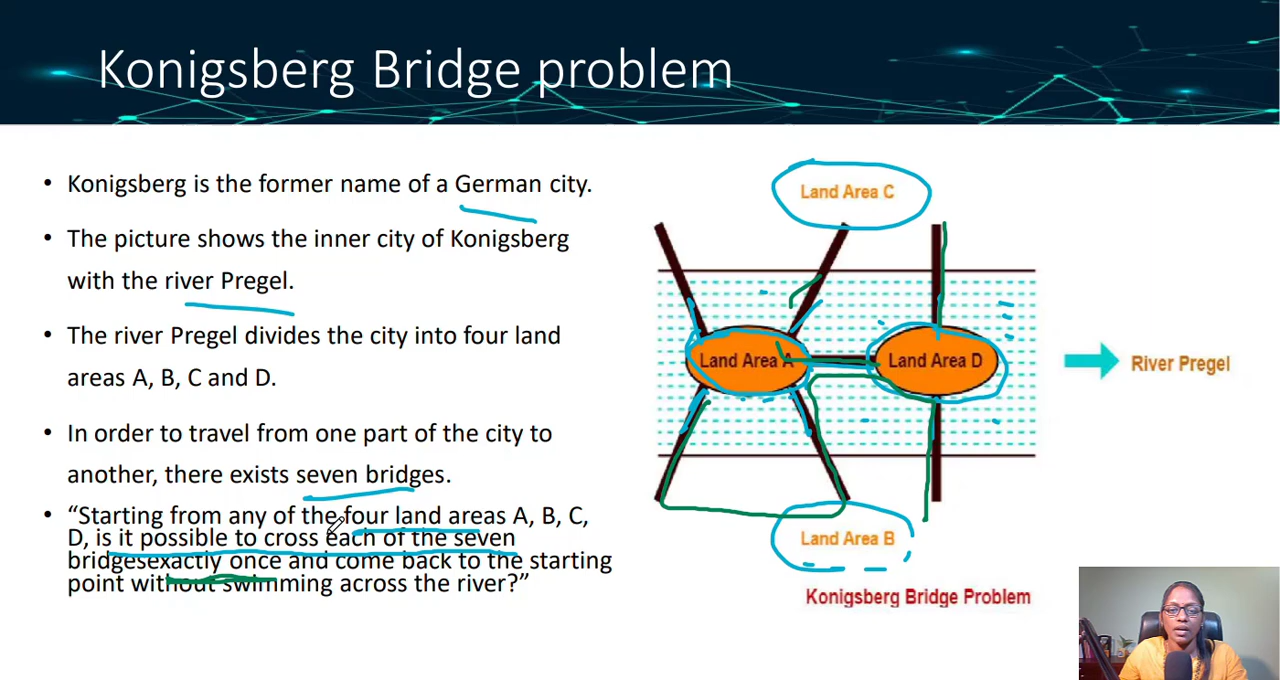 Konigsberg Bridge problem
• Konigsberg is the former name of a German city.
• The picture shows the inner city of Konigsberg
with the river Pregel.
• The river Pregel divides the city into four land
areas A, B, C and D.
• In order to travel from one part of the city to
another, there exists seven bridges.
• “Starting from any of the four land areas A, B, C,
D, is it possible to cross each of the seven
bridgesexactly once and come back to the starting
point without swimming across the river?”
Land Area C
Land Area A
Land Area D
River Pregel
Land Area B
Konigsberg Bridge Problem